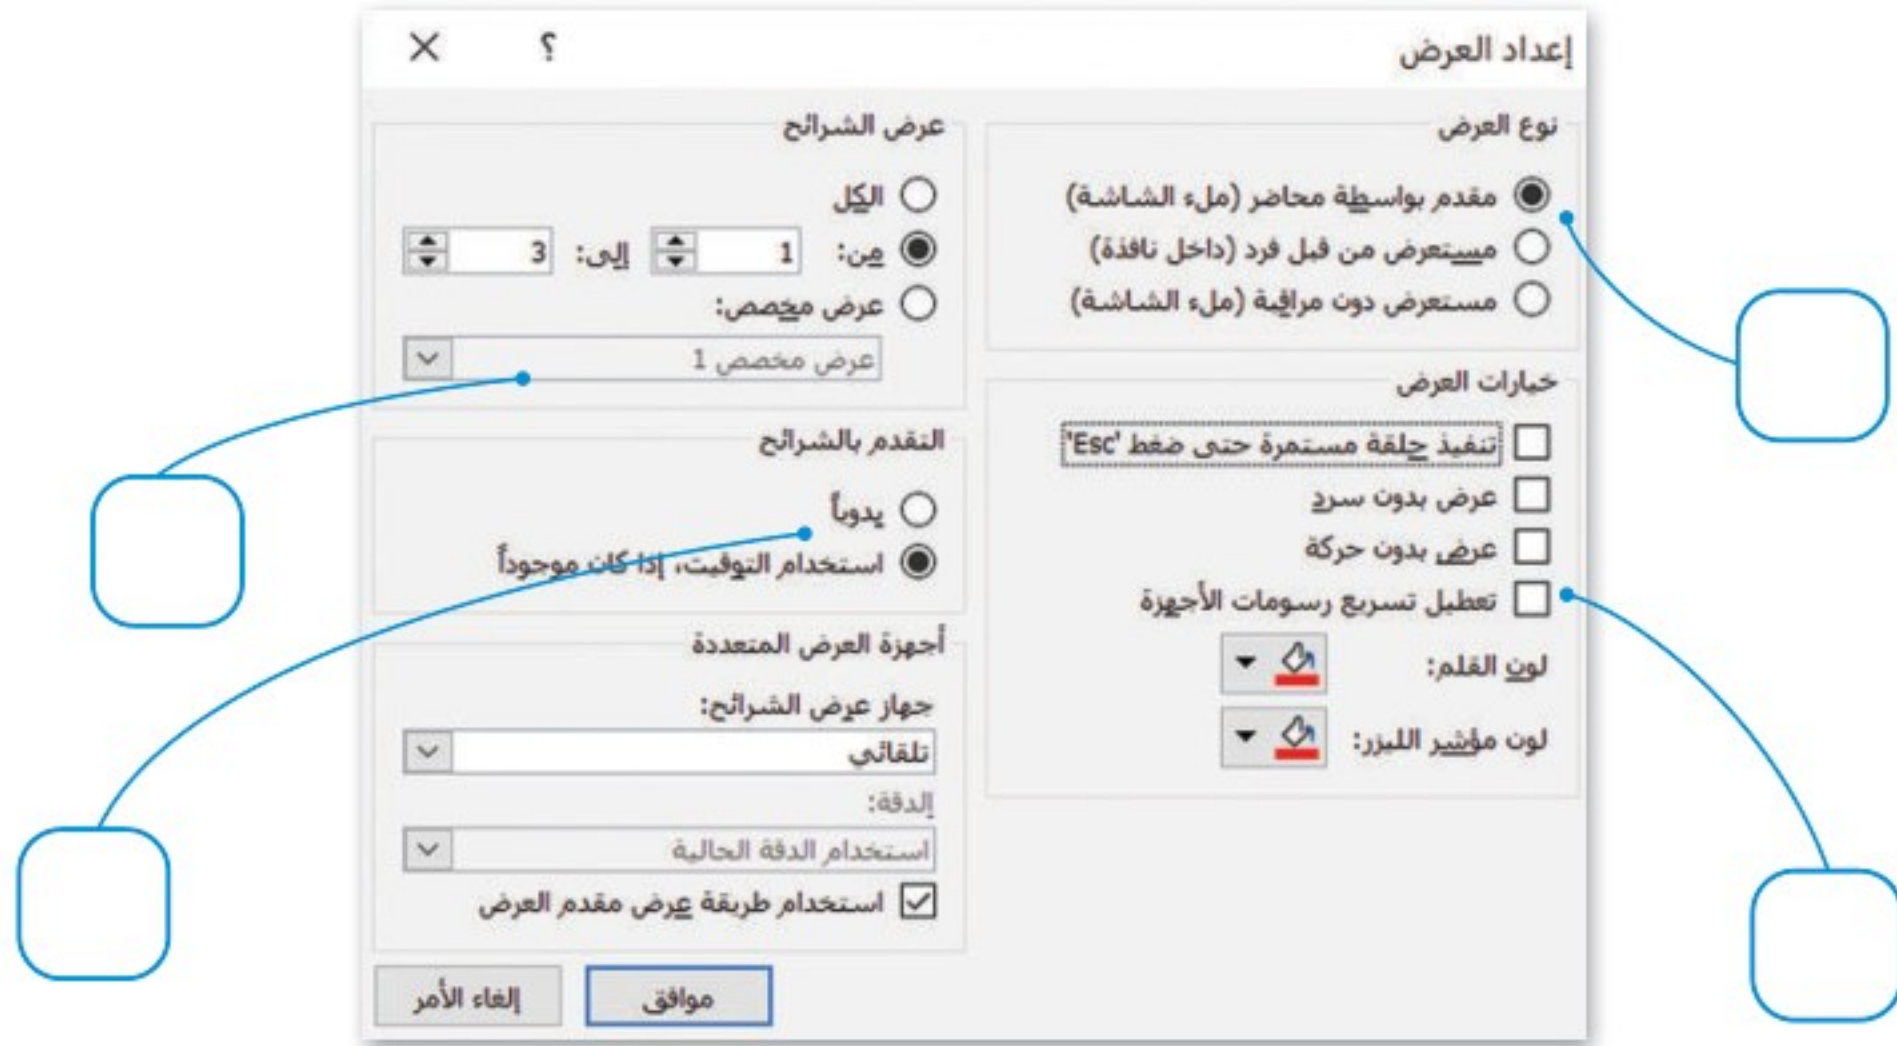 إعداد العرض
؟
نوع العرض
مقدم بواسطة محاضر (ملء الشاشة)
مستعرض من قبل فرد (داخل نافذة)
مستعرض دون مراقبة (ملء الشاشة)
خيارات العرض
تنفيذ حلقة مستمرة حتى ضغط 'Esc'
عرض بدون سرد
عرض بدون حركة
تعطيل تسريع رسومات الأجهزة
لون القلم:
لون مؤشر الليزر:
عرض الشرائح
الكل
من: 1 إلى: 3
عرض مخصص:
عرض مخصص 1
التقدم بالشرائح
يدوياً
استخدام التوقيت، إذا كان موجوداً
أجهزة العرض المتعددة
جهاز عرض الشرائح:
تلقائي
الدقة:
استخدام الدقة الحالية
استخدام طريقة عرض مقدم العرض
موافق
إلغاء الأمر